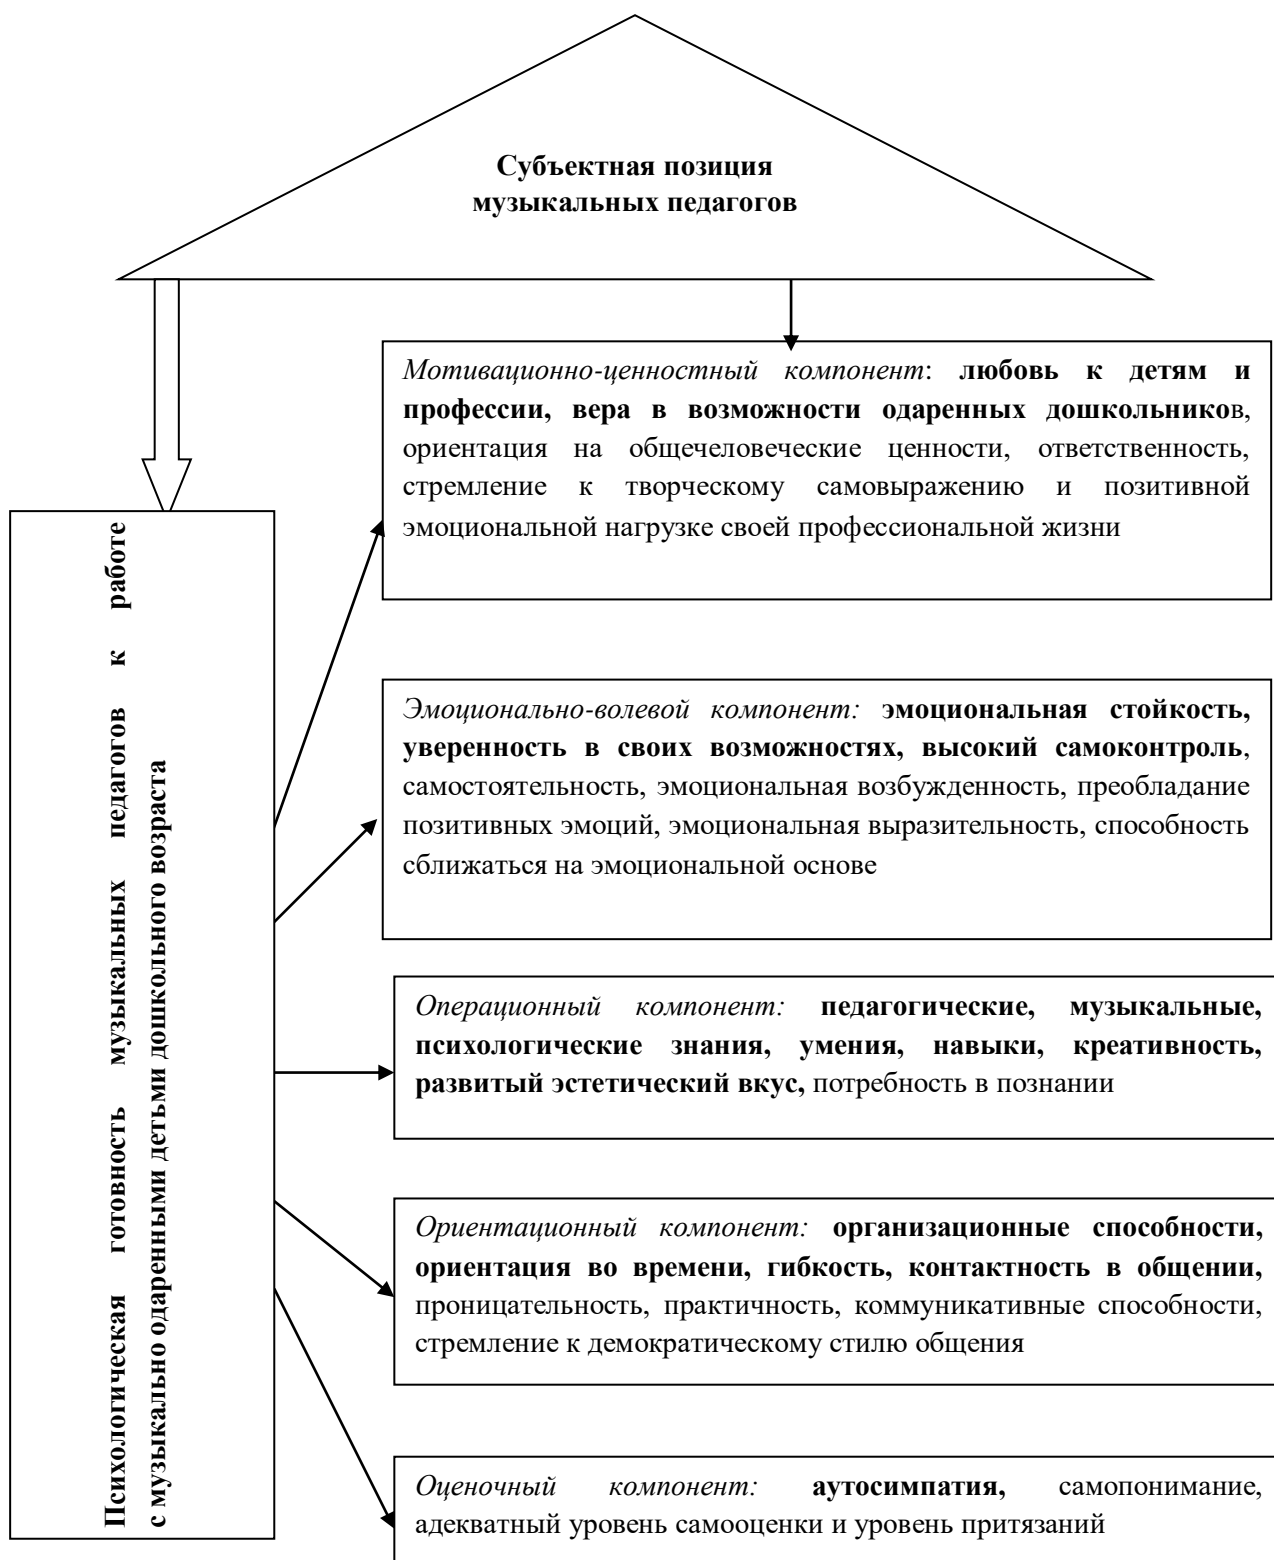 Субъектная позиция
музыкальных педагогов
Психологическая готовность музыкальных педагогов к работе
с музыкально одаренными детьми дошкольного возраста
Мотивационно-ценностный компонент: любовь к детям и
профессии, вера в возможности одаренных дошкольников,
ориентация на общечеловеческие ценности, ответственность,
стремление к творческому самовыражению и позитивной
эмоциональной нагрузке своей профессиональной жизни
Эмоционально-волевой компонент: эмоциональная стойкость,
уверенность в своих возможностях, высокий самоконтроль,
самостоятельность, эмоциональная возбужденность, преобладание
позитивных эмоций, эмоциональная выразительность, способность
сближаться на эмоциональной основе
Операционный компонент: педагогические, музыкальные,
психологические знания, умения, навыки, креативность,
развитый эстетический вкус, потребность в познании
Ориентационный компонент: организационные способности,
ориентация во времени, гибкость, контактность в общении,
проницательность, практичность, коммуникативные способности,
стремление к демократическому стилю общения
Оценочный компонент: аутосимпатия, самопонимание,
адекватный уровень самооценки и уровень притязаний